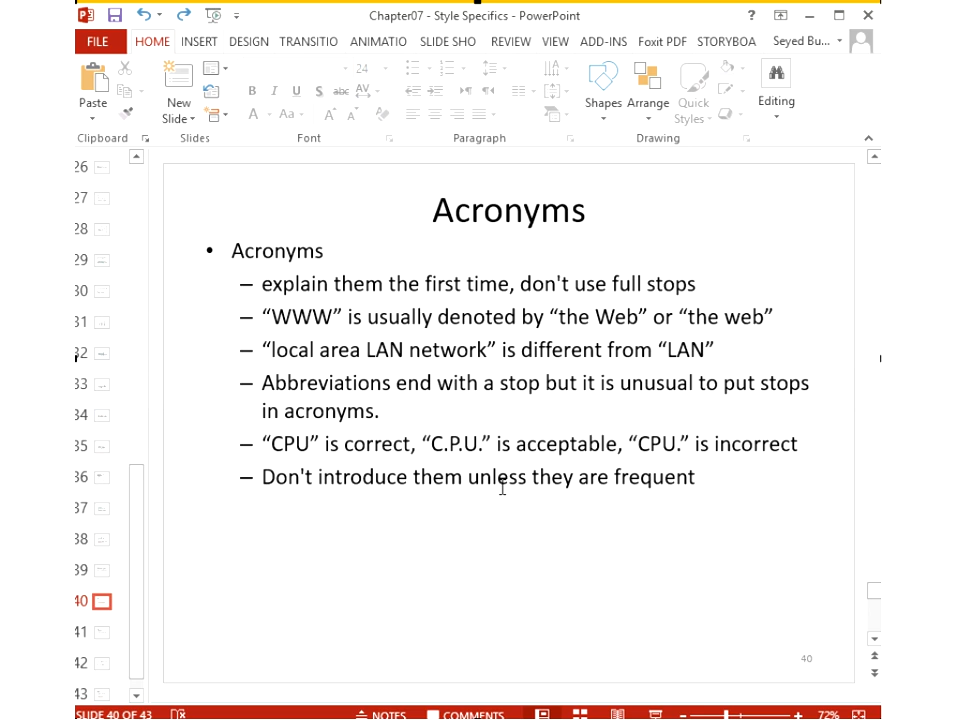 Chapter07 - Style Specifics - PowerPoint ?
FILE HOME INSERT DESIGN TRANSITIO ANIMATIO SLIDE SHO REVIEW VIEW ADD-INS Foxit PDF STORYBOA Seyed Bu...
24
B I U S abc AV
A Aa A A
Paste New Slide Shapes Arrange Quick Styles Editing
Clipboard Slides Font Paragraph Drawing
26
27
28
29
30
31
32
33
34
35
36
37
38
39
40
41
42
43
Acronyms
• Acronyms
– explain them the first time, don't use full stops
– “WWW” is usually denoted by “the Web” or “the web”
– “local area LAN network” is different from “LAN”
– Abbreviations end with a stop but it is unusual to put stops
in acronyms.
– “CPU” is correct, “C.P.U.” is acceptable, “CPU.” is incorrect
– Don't introduce them unless they are frequent
40
SLIDE 40 OF 43 NOTES COMMENTS 72%